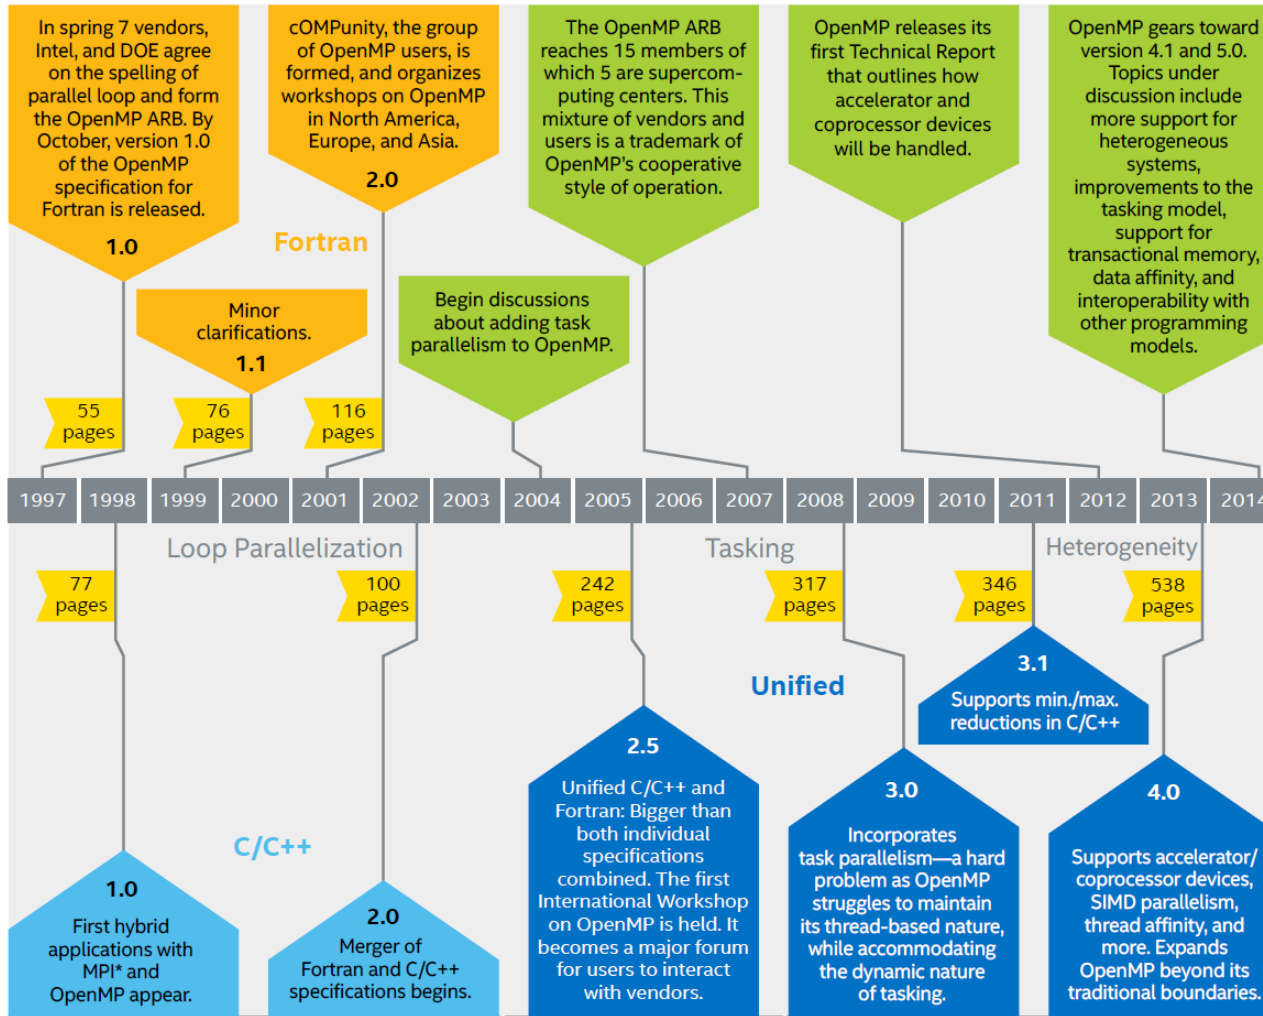 In spring 7 vendors,
Intel, and DOE agree
on the spelling of
parallel loop and form
the OpenMP ARB. By
October, version 1.0
of the OpenMP
specification for
Fortran is released.
1.0
cOMPunity, the group
of OpenMP users, is
formed, and organizes
workshops on OpenMP
in North America,
Europe, and Asia.
2.0
The OpenMP ARB
reaches 15 members of
which 5 are supercom-
puting centers. This
mixture of vendors and
users is a trademark of
OpenMP’s cooperative
style of operation.
OpenMP releases its
first Technical Report
that outlines how
accelerator and
coprocessor devices
will be handled.
OpenMP gears toward
version 4.1 and 5.0.
Topics under
discussion include
more support for
heterogeneous
systems,
improvements to the
tasking model,
support for
transactional memory,
data affinity, and
interoperability with
other programming
models.
Fortran
Minor
clarifications.
1.1
Begin discussions
about adding task
parallelism to OpenMP.
55
pages
76
pages
116
pages
1997 1998 1999 2000 2001 2002 2003 2004 2005 2006 2007 2008 2009 2010 2011 2012 2013 2014
Loop Parallelization Tasking Heterogeneity
77
pages
100
pages
242
pages
317
pages
346
pages
538
pages
Unified
3.1
Supports min./max.
reductions in C/C++
C/C++
1.0
First hybrid
applications with
MPI* and
OpenMP appear.
2.0
Merger of
Fortran and C/C++
specifications begins.
2.5
Unified C/C++ and
Fortran: Bigger than
both individual
specifications
combined. The first
International Workshop
on OpenMP is held. It
becomes a major forum
for users to interact
with vendors.
3.0
Incorporates
task parallelism—a hard
problem as OpenMP
struggles to maintain
its thread-based nature,
while accommodating
the dynamic nature
of tasking.
4.0
Supports accelerator/
coprocessor devices,
SIMD parallelism,
thread affinity, and
more. Expands
OpenMP beyond its
traditional boundaries.